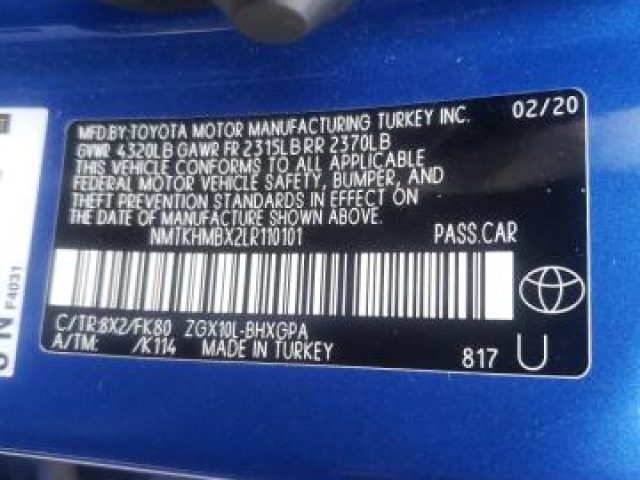 MFD.BY TOYOTA MOTOR MANUFACTURING TURKEY INC. 02/20
GVWR 4320LB GAWR FR 2315LB RR 2370LB
THIS VEHICLE CONFORMS TO ALL APPLICABLE
FEDERAL MOTOR VEHICLE SAFETY, BUMPER, AND
THEFT PREVENTION STANDARDS IN EFFECT ON
THE DATE OF MANUFACTURE SHOWN ABOVE.
NMTKHMBX2LR110101 PASS.CAR
C/TR:8X2/FK80 ZGX10L-BHXGPA
A/TM: /K114 MADE IN TURKEY 817 U
F4031